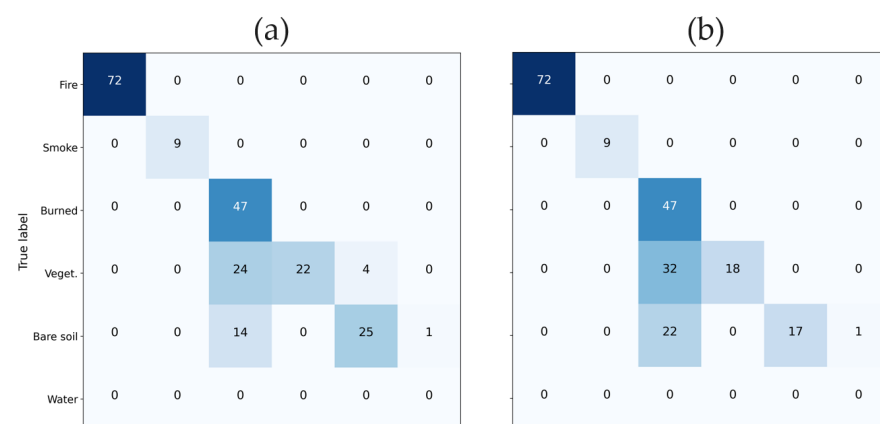 (a) (b)
Fire 72 0 0 0 0 0 72 0 0 0 0 0
Smoke 0 9 0 0 0 0 0 9 0 0 0 0
Burned 0 0 47 0 0 0 0 0 47 0 0 0
Veget. 0 0 24 22 4 0 0 0 32 18 0 0
Bare soil 0 0 14 0 25 1 0 0 22 0 17 1
Water 0 0 0 0 0 0 0 0 0 0 0 0
True label